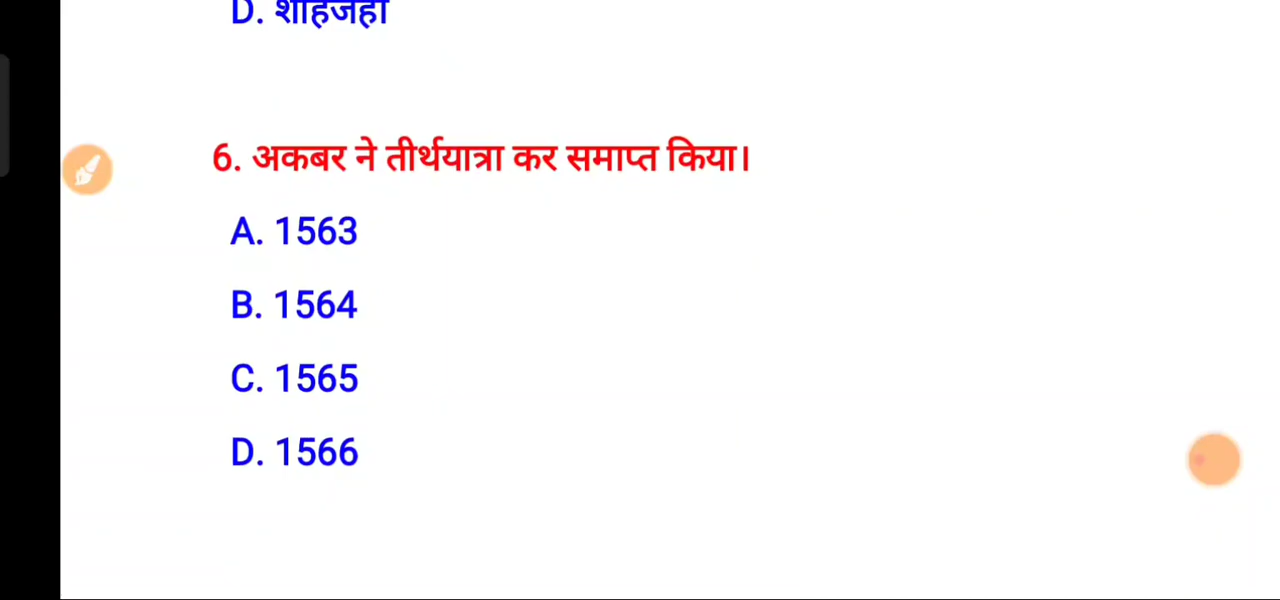 D. शाहजहाँ
6. अकबर ने तीर्थयात्रा कर समाप्त किया।
A. 1563
B. 1564
C. 1565
D. 1566